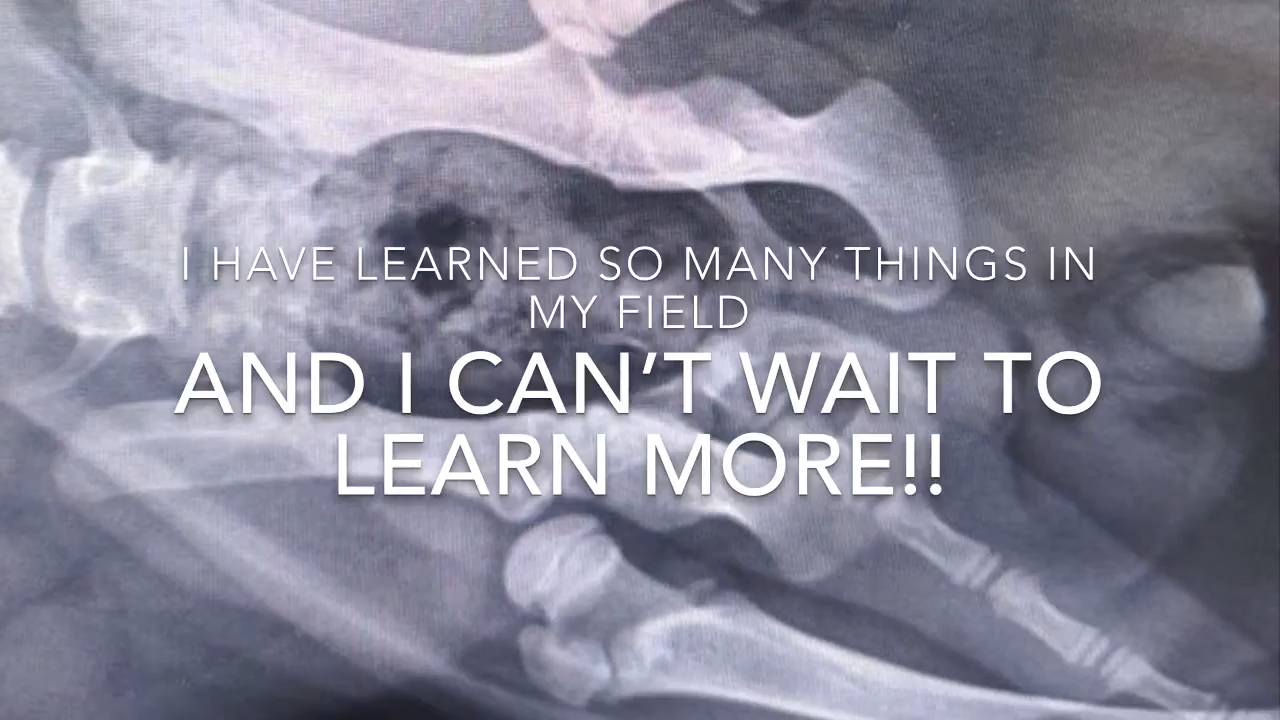 I HAVE LEARNED SO MANY THINGS IN
MY FIELD
AND I CAN’T WAIT TO
LEARN MORE!!